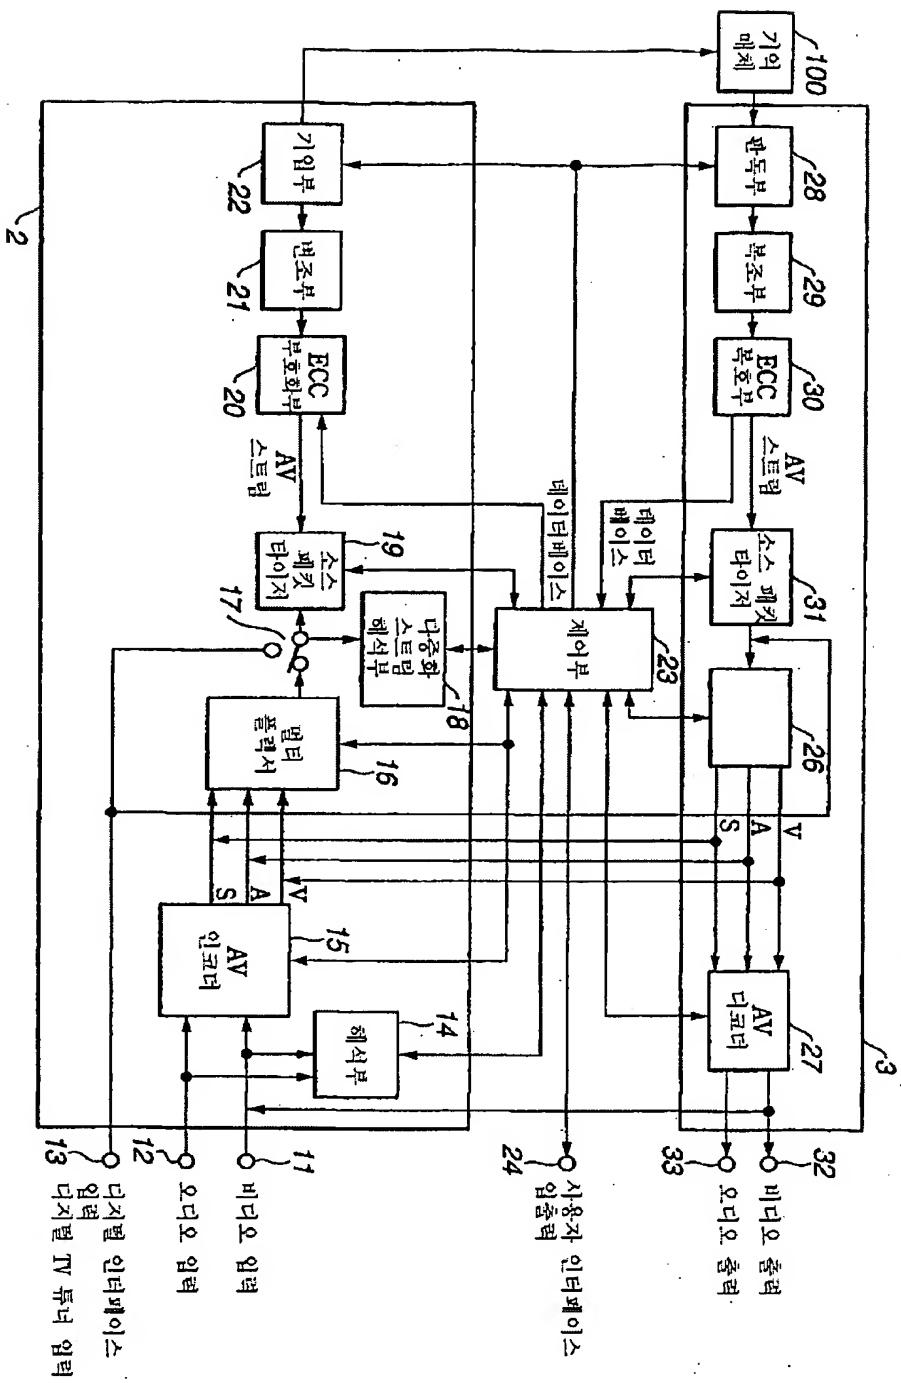 100
기억
매체
28
판독부
29
복조부
30
ECC
복호부
AV
스트림
31
소스 패킷
타이저
26
V
A
S
27
AV
디코더
3
32
비디오 출력
33
오디오 출력
데이터
베이스
데이터베이스
23
제어부
24
사용자 인터페이스
입출력
2
22
기입부
21
변조부
20
ECC
부호화부
AV
스트림
19
소스
패킷
타이저
17
18
다중화
스트림
해석부
16
멀티
플렉서
V
A
S
15
AV
인코더
14
해석부
11
비디오 입력
12
오디오 입력
13
디지털 인터페이스
입력
디지털 TV 튜너 입력